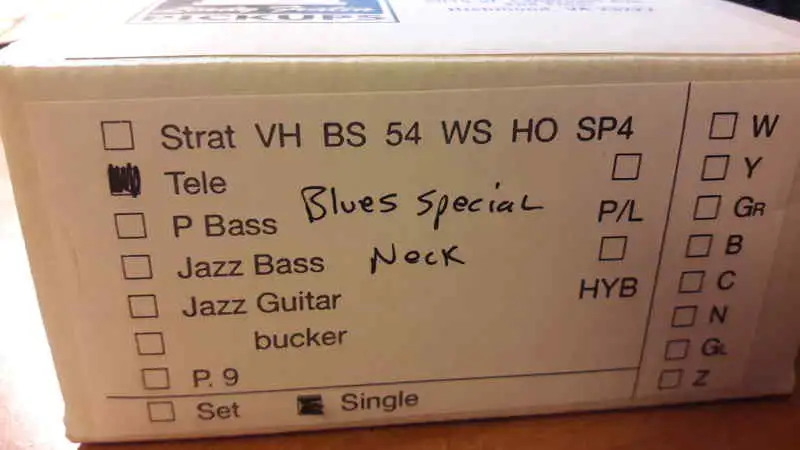 PICKUPS
Strat VH BS 54 WS HO SP4
Tele
Blues Special
P Bass
P/L
Neck
Jazz Bass
HYB
Jazz Guitar
bucker
P. 9
Set Single
W
Y
GR
B
C
N
GL
Z